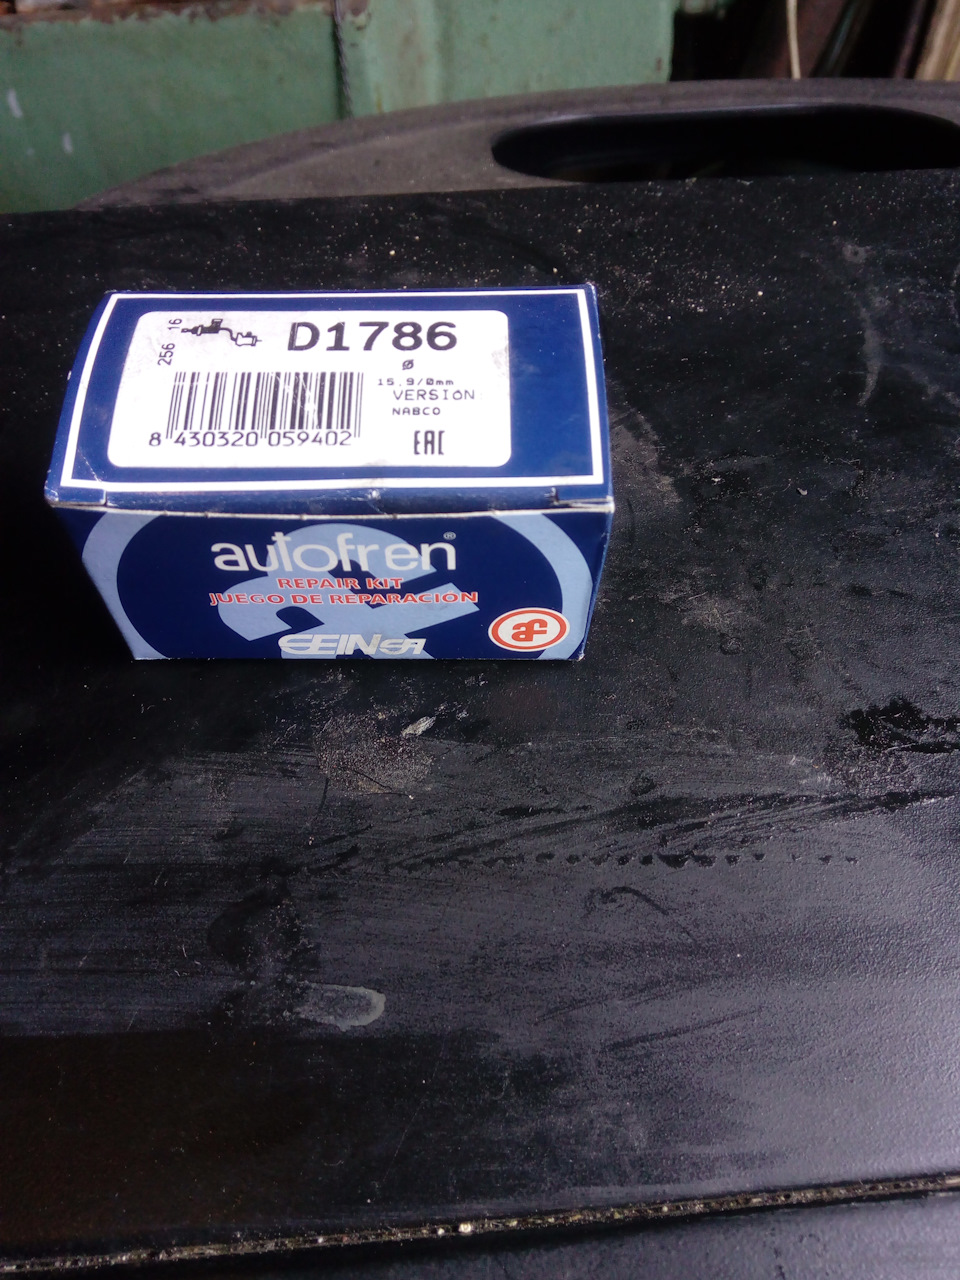 256 16
D1786
Ø
15,9/0mm
VERSION:
NABCO
8 430320 059402
EAC
autofren®
REPAIR KIT
JUEGO DE REPARACIÓN
SEINSA
af